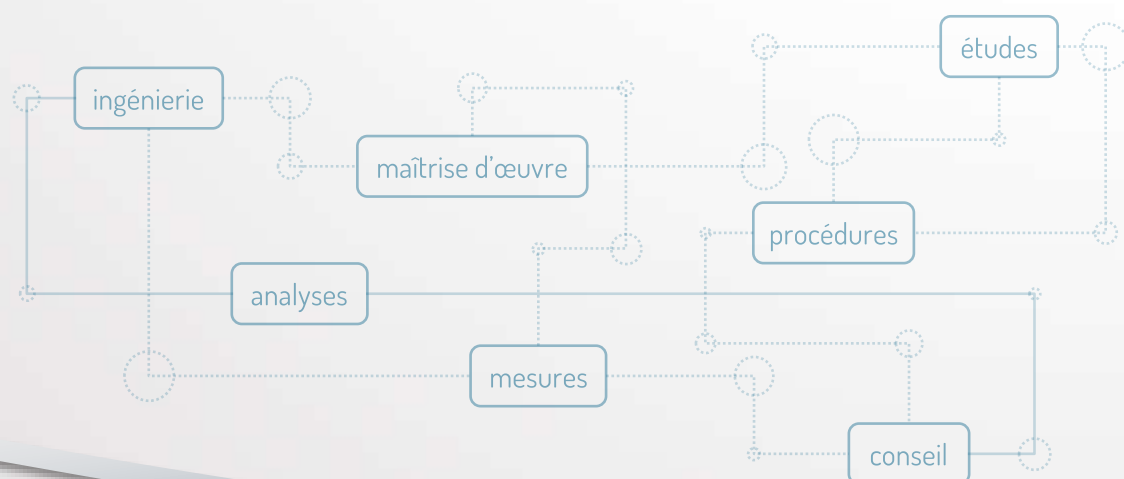 études
ingénierie
maîtrise d'œuvre
procédures
analyses
mesures
conseil